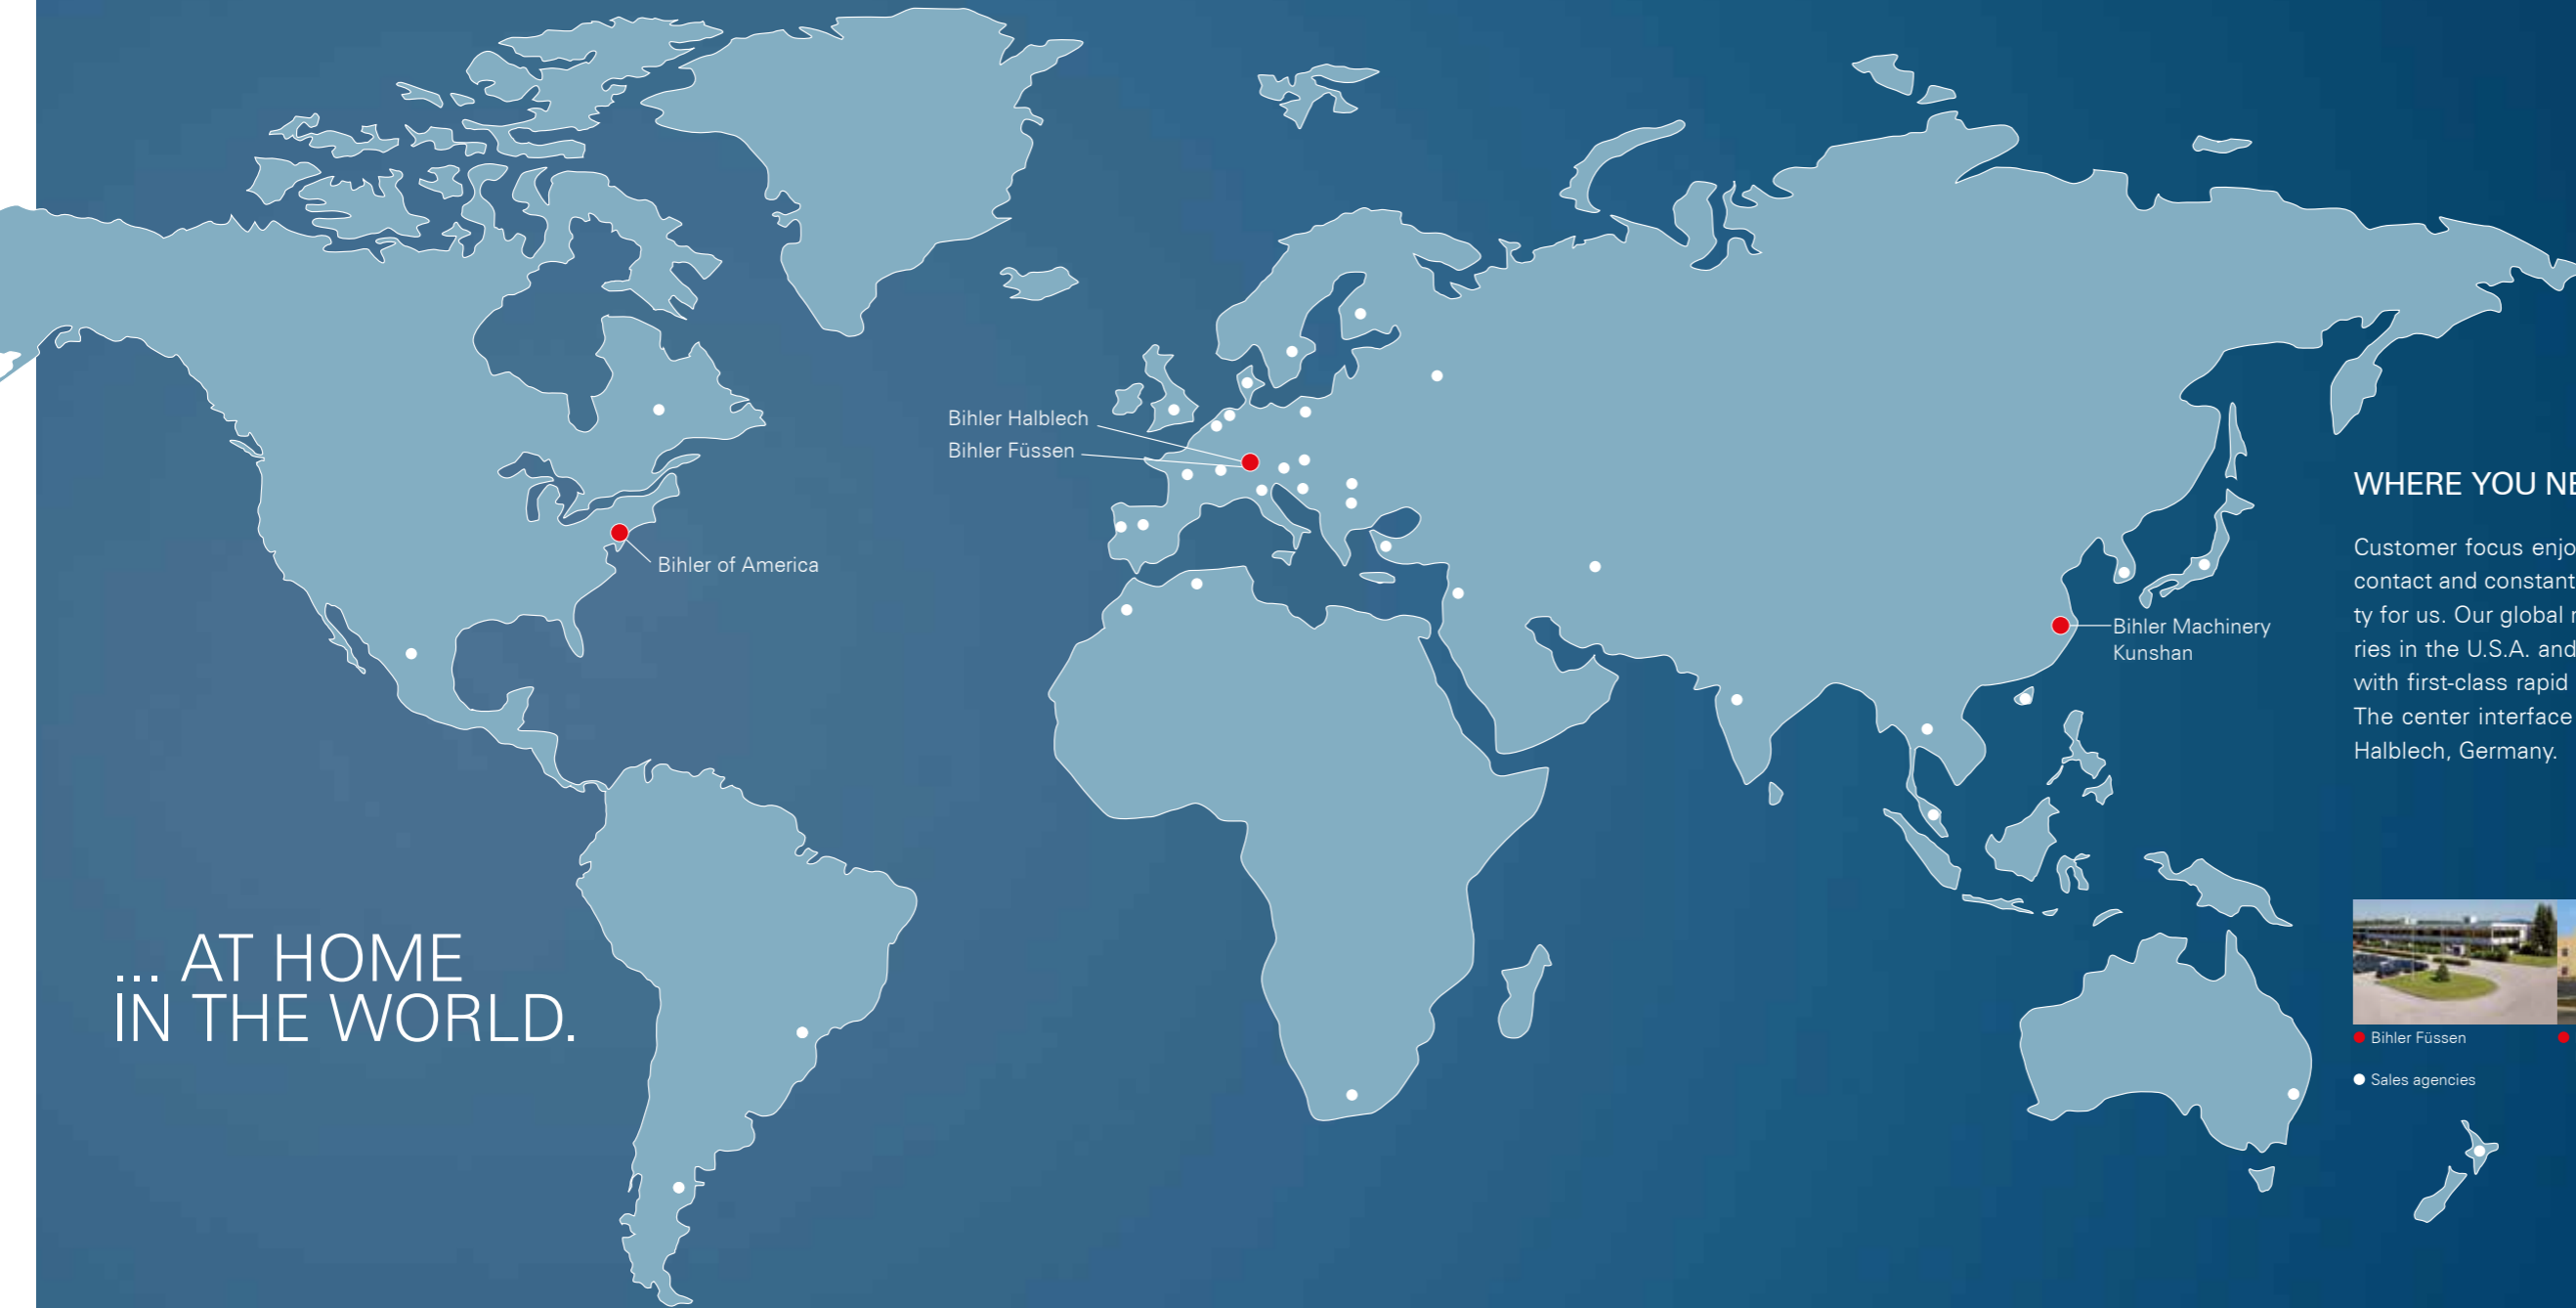 Bihler Halblech
Bihler Füssen
Bihler of America
Bihler Machinery
Kunshan
... AT HOME
IN THE WORLD.
WHERE YOU NE
Customer focus enjo
contact and constant
ty for us. Our global
ries in the U.S.A. and
with first-class rapid
The center interface
Halblech, Germany.
Bihler Füssen
Sales agencies